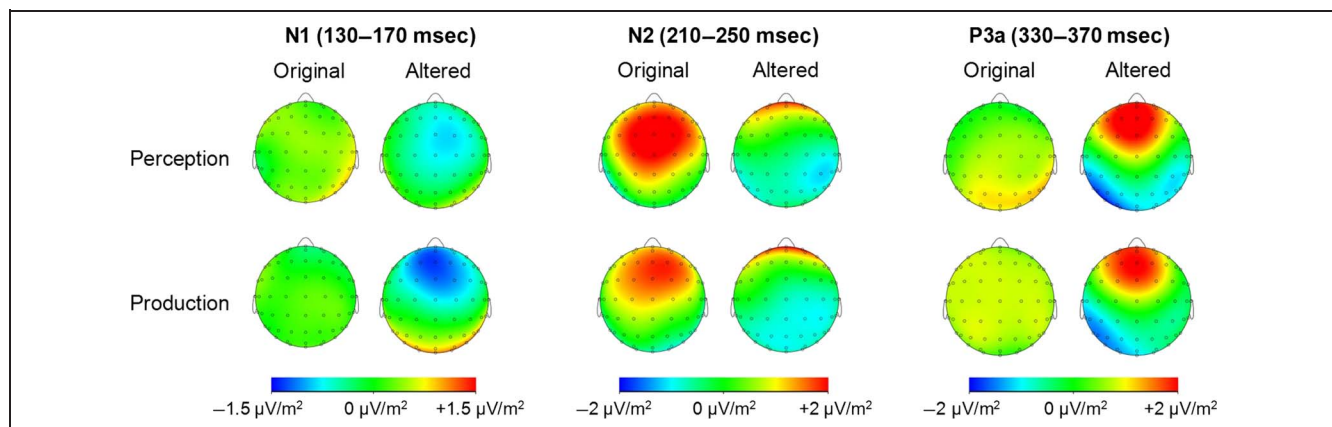 N1 (130–170 msec) N2 (210–250 msec) P3a (330–370 msec)
Original Altered Original Altered Original Altered
Perception
Production
–1.5 µV/m² 0 µV/m² +1.5 µV/m² –2 µV/m² 0 µV/m² +2 µV/m² –2 µV/m² 0 µV/m² +2 µV/m²